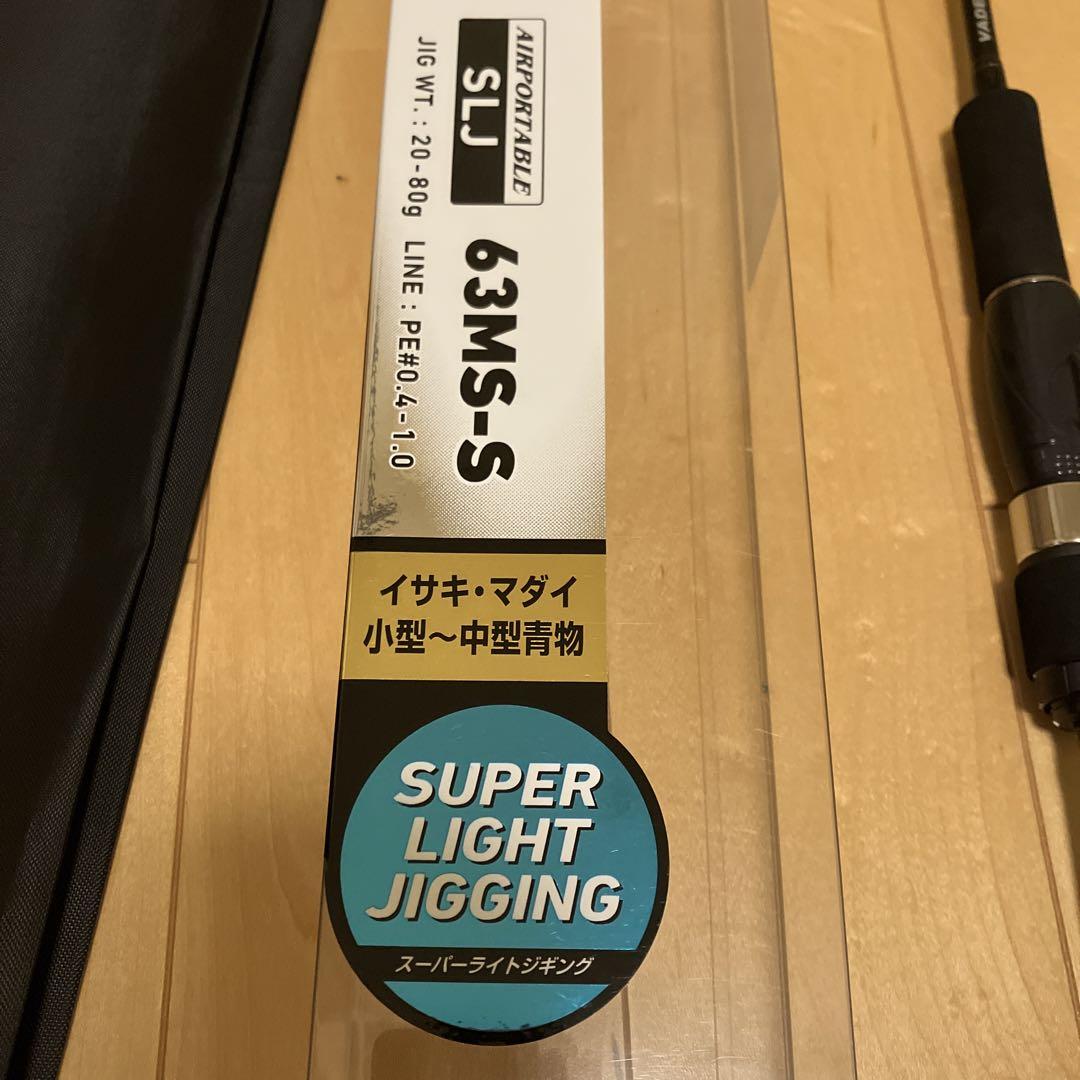 AIRPORTABLE
SLJ
63MS-S
JIG WT. : 20-80g LINE : PE#0.4-1.0
イサキ・マダイ
小型〜中型青物
SUPER
LIGHT
JIGGING
スーパーライトジギング